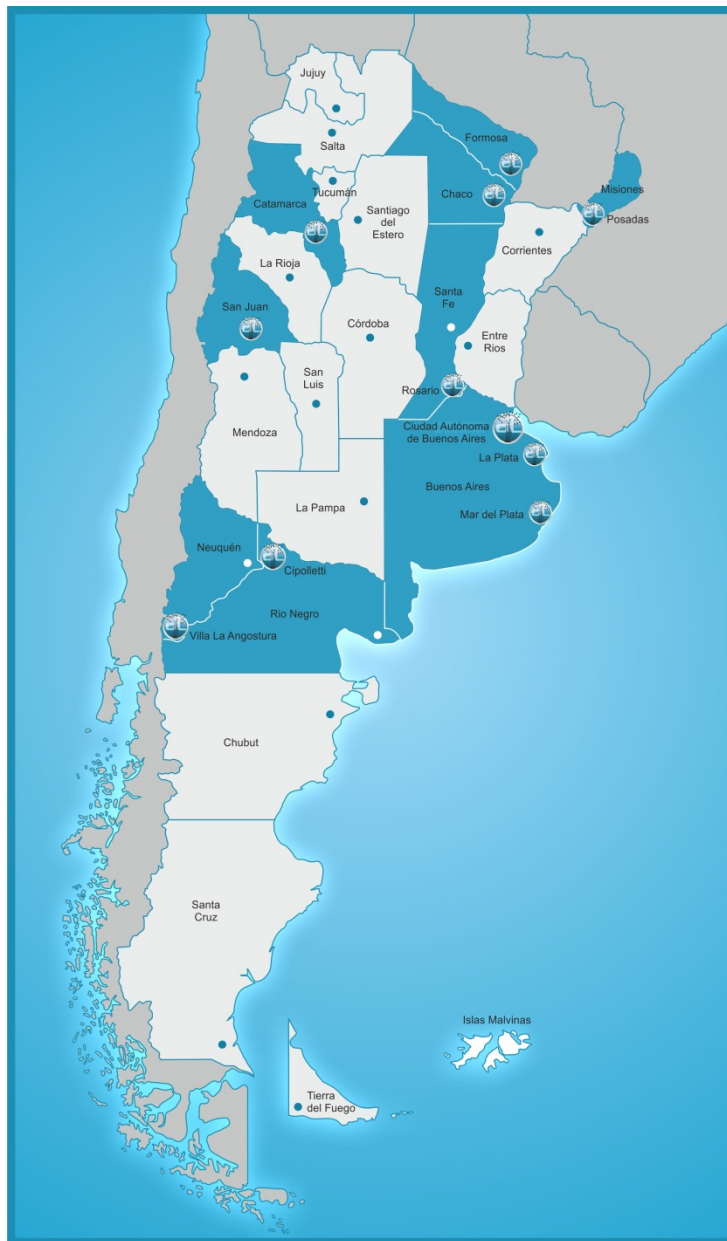 Jujuy
Salta
Formosa
Chaco
Misiones
Posadas
Catamarca
Tucumán
Santiago
del
Estero
Corrientes
La Rioja
San Juan
Santa
Fe
Córdoba
Entre
Rios
San
Luis
Rosario
Mendoza
Ciudad Autónoma
de Buenos Aires
La Plata
Buenos Aires
La Pampa
Mar del Plata
Neuquén
Cipolletti
Rio Negro
Villa La Angostura
Chubut
Santa
Cruz
Islas Malvinas
Tierra
del Fuego